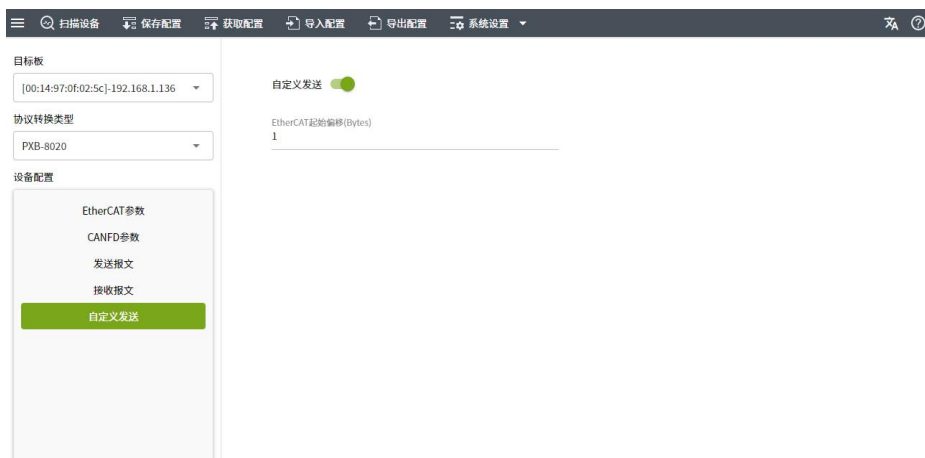 扫描设备 保存配置 获取配置 导入配置 导出配置 系统设置
目标板
[00:14:97:0f:02:5c]-192.168.1.136
协议转换类型
PXB-8020
设备配置
EtherCAT参数
CANFD参数
发送报文
接收报文
自定义发送
自定义发送
EtherCAT起始偏移(Bytes)
1